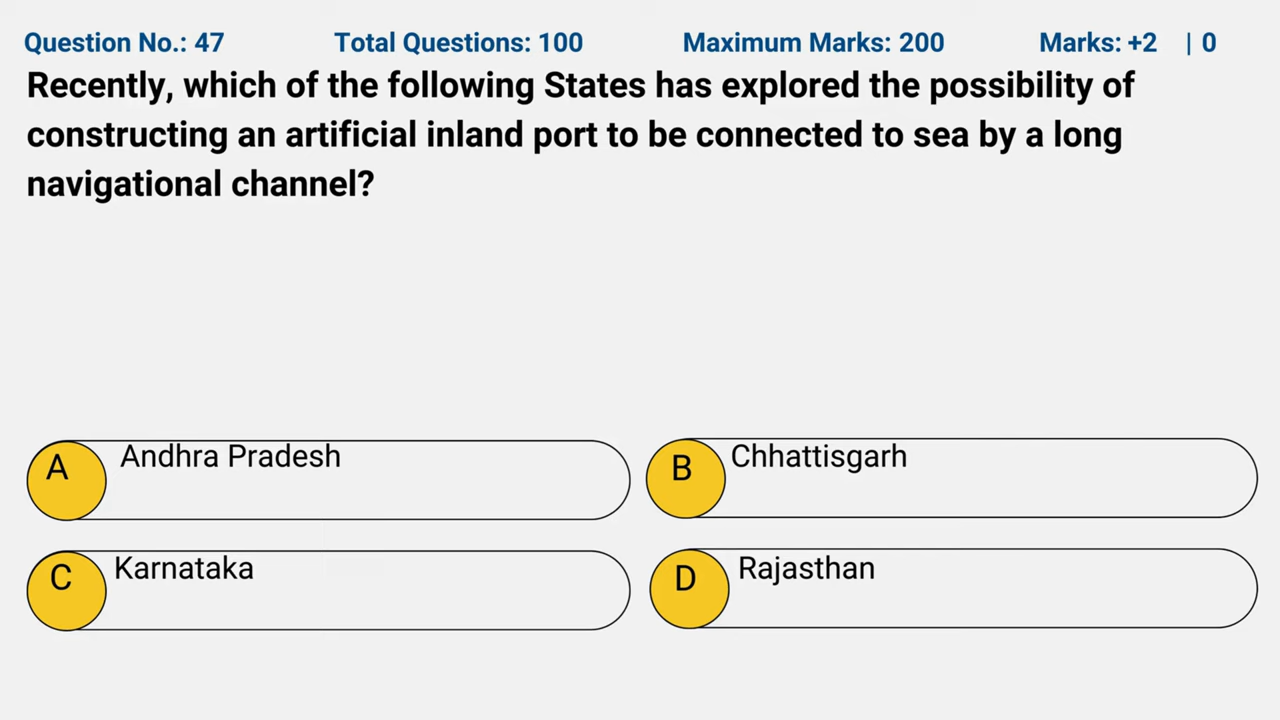 Question No.: 47 Total Questions: 100 Maximum Marks: 200 Marks: +2 | 0
Recently, which of the following States has explored the possibility of
constructing an artificial inland port to be connected to sea by a long
navigational channel?
A Andhra Pradesh
B Chhattisgarh
C Karnataka
D Rajasthan